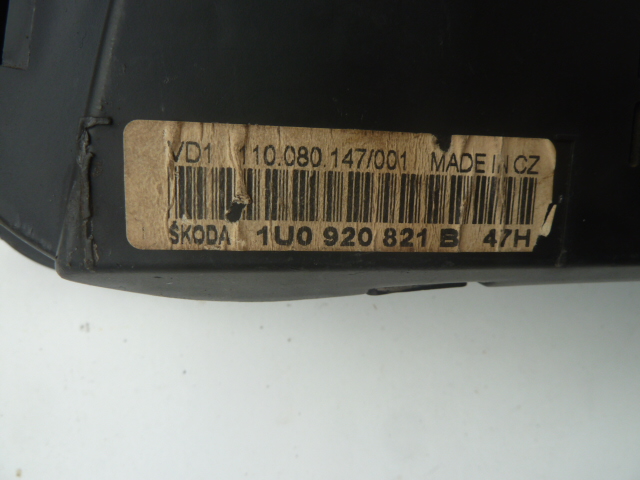 VD1 110.080.147/001 MADE IN CZ
ŠKODA 1U0 920 821 B 47H